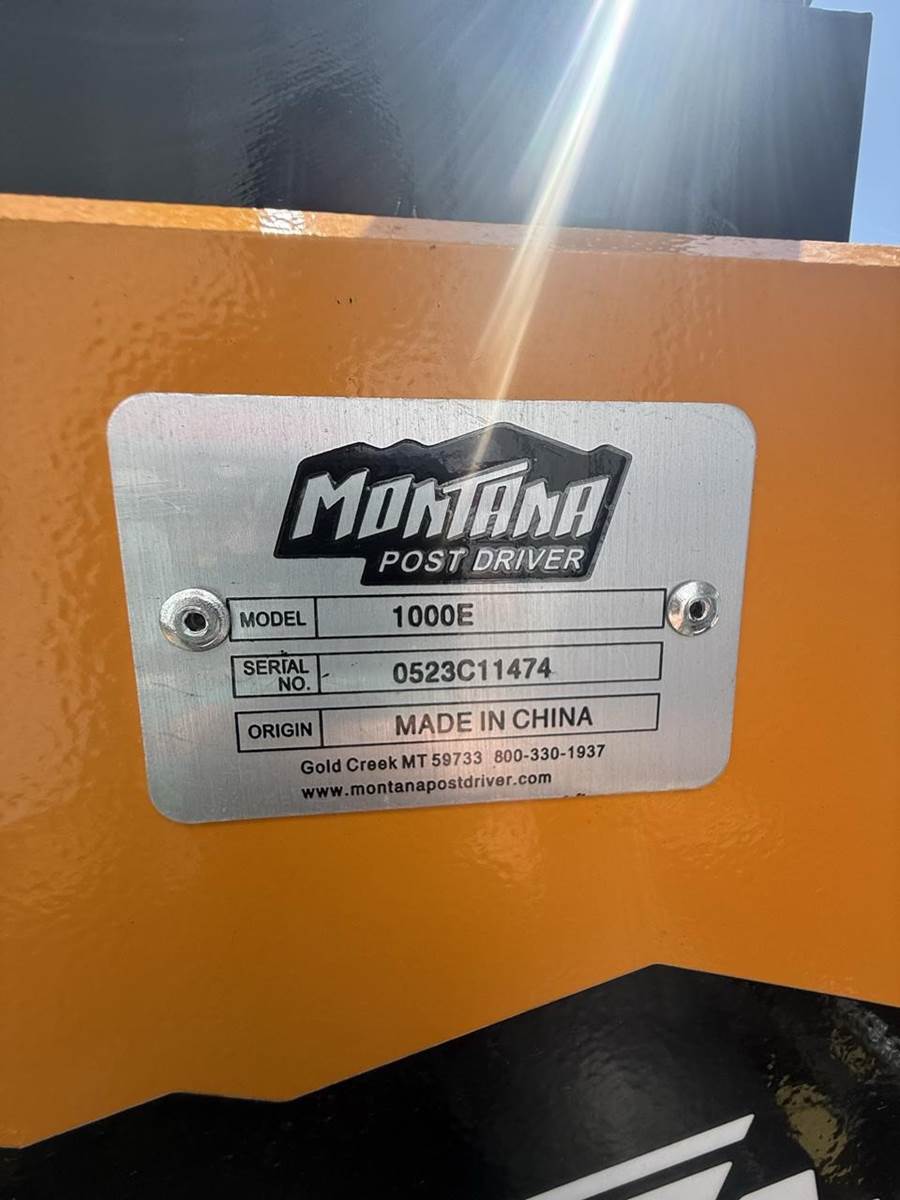 MONTANA
POST DRIVER
MODEL 1000E
SERIAL NO. 0523C11474
ORIGIN MADE IN CHINA
Gold Creek MT 59733 800-330-1937
www.montanapostdriver.com